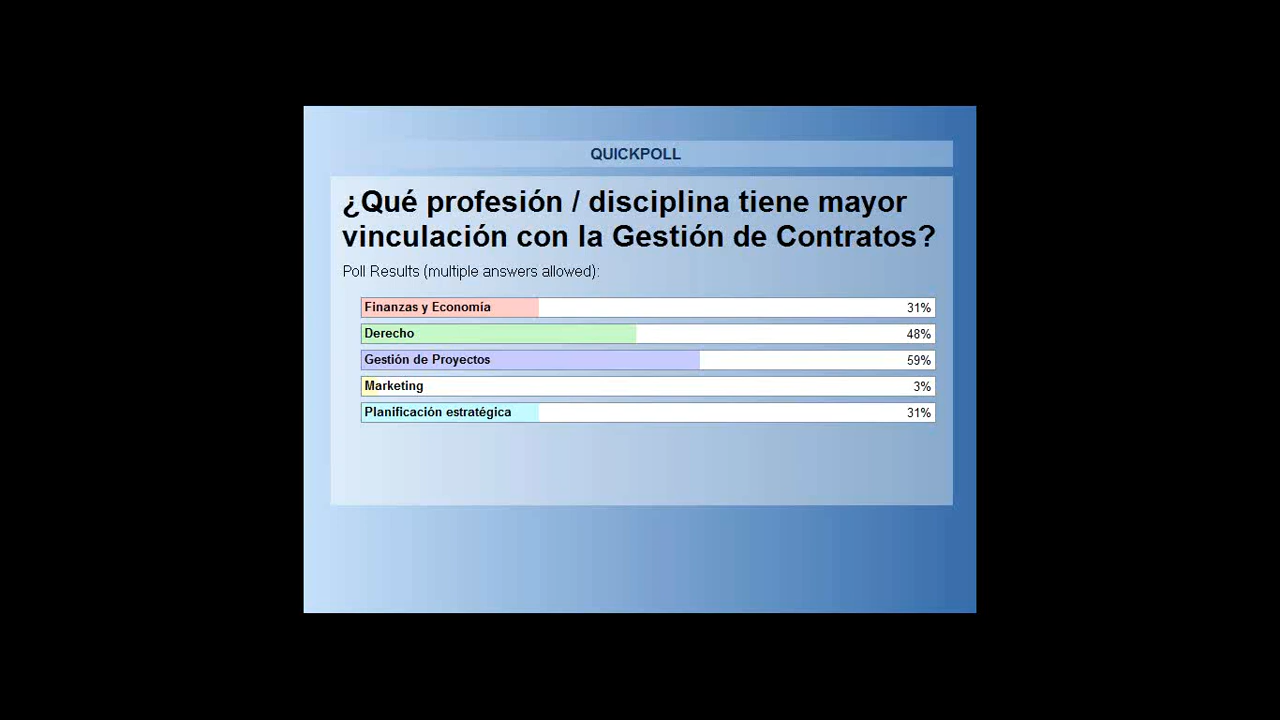 QUICKPOLL
¿Qué profesión / disciplina tiene mayor
vinculación con la Gestión de Contratos?
Poll Results (multiple answers allowed):
Finanzas y Economía 31%
Derecho 48%
Gestión de Proyectos 59%
Marketing 3%
Planificación estratégica 31%